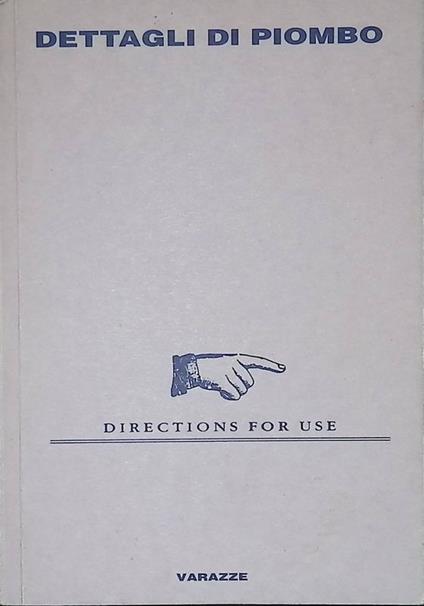 DETTAGLI DI PIOMBO
DIRECTIONS FOR USE
VARAZZE